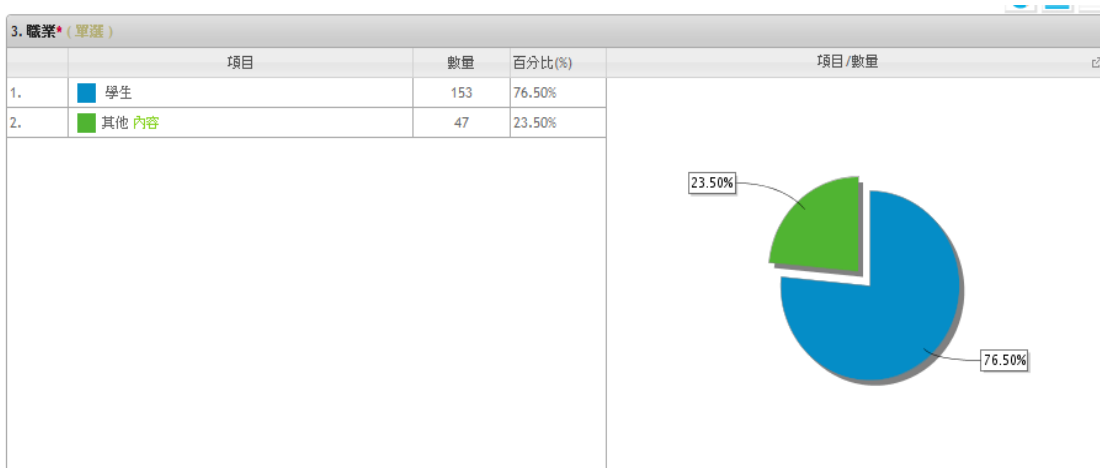 3. 職業*（單選）
項目 數量 百分比(%) 項目/數量
1. 學生 153 76.50%
2. 其他 內容 47 23.50%
23.50%
76.50%